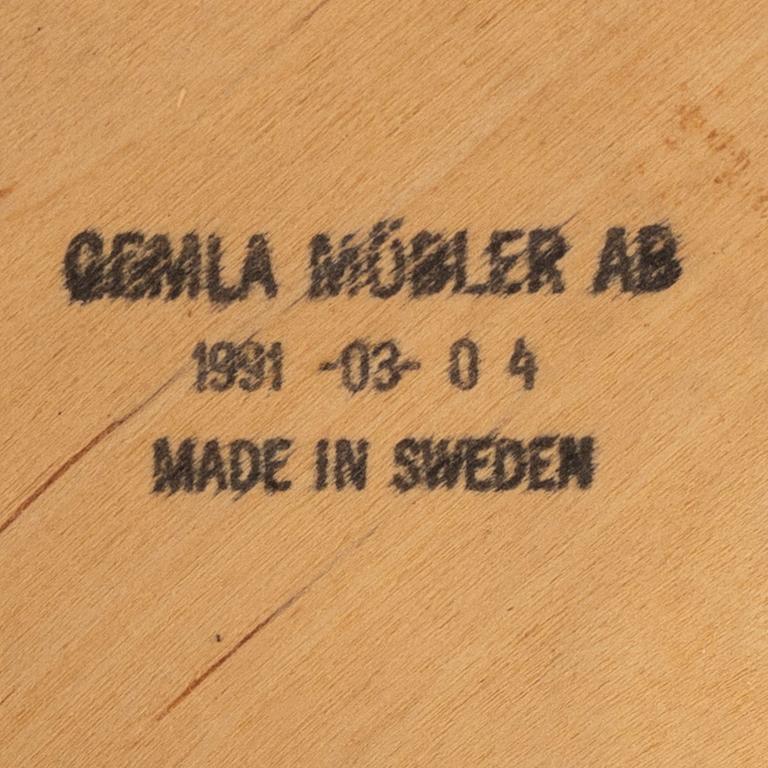 GEMLA MÖBLER AB
1991 -03- 0 4
MADE IN SWEDEN